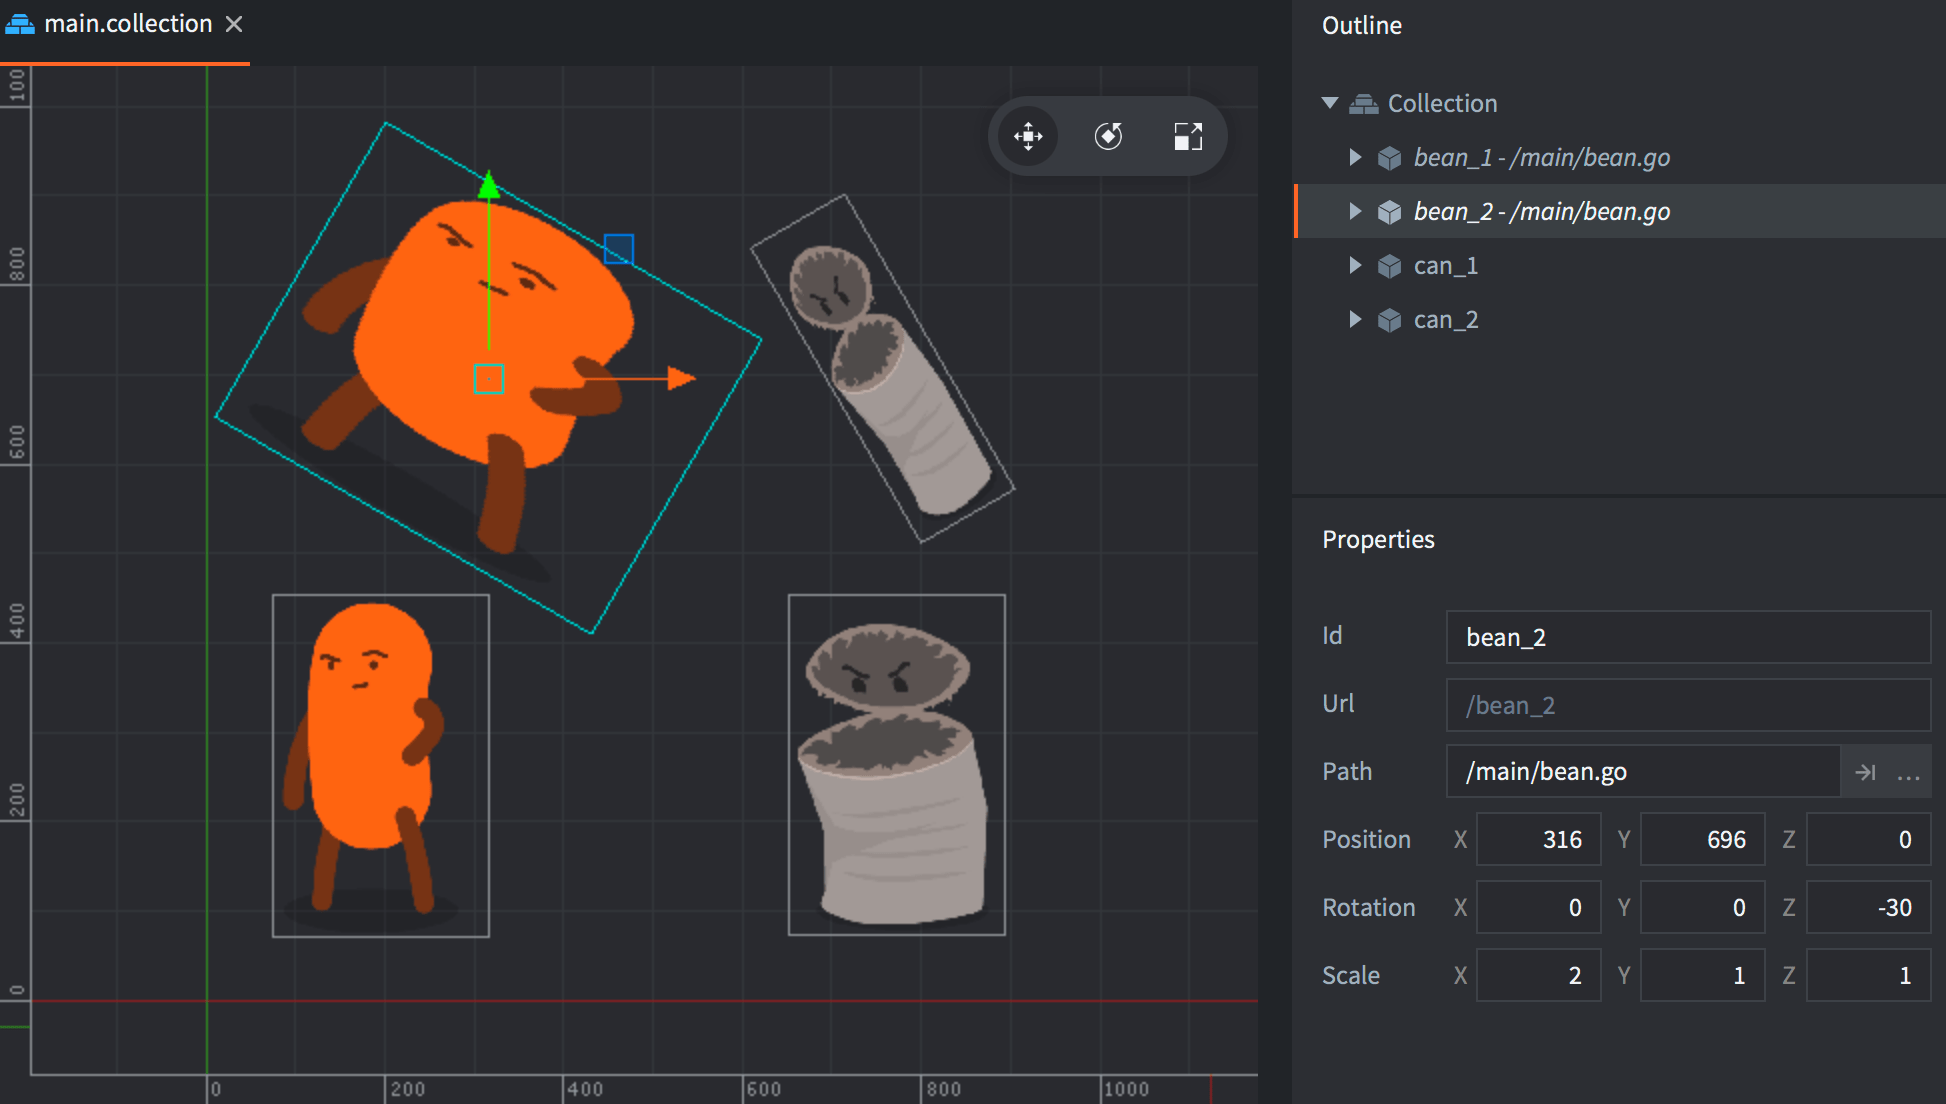 main.collection
1000
800
600
400
200
0
0
200
400
600
800
1000
Outline
Collection
bean_1 - /main/bean.go
bean_2 - /main/bean.go
can_1
can_2
Properties
Id bean_2
Url /bean_2
Path /main/bean.go ...
Position X 316 Y 696 Z 0
Rotation X 0 Y 0 Z -30
Scale X 2 Y 1 Z 1